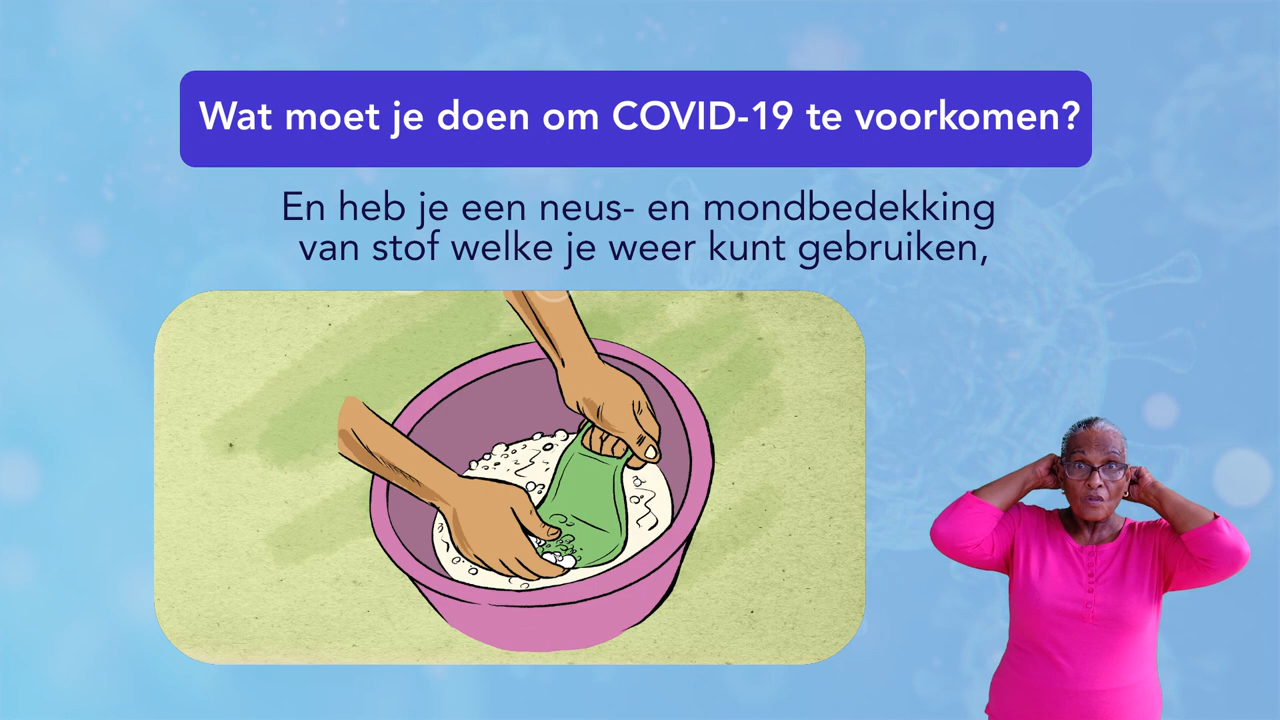 Wat moet je doen om COVID-19 te voorkomen?
En heb je een neus- en mondbedekking
van stof welke je weer kunt gebruiken,